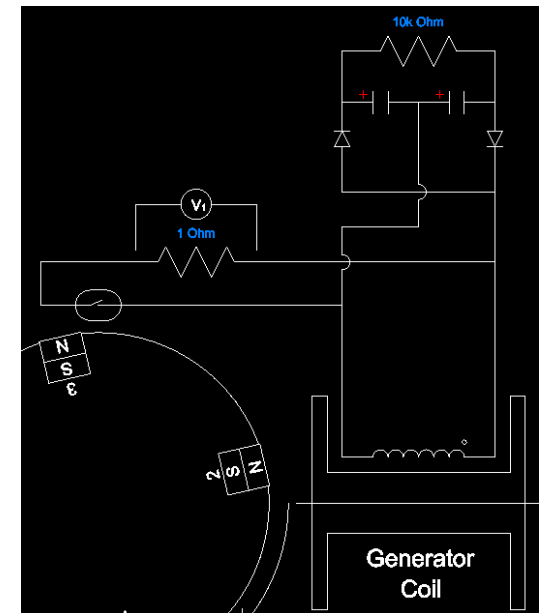 10k Ohm
+ +
V1
1 Ohm
N
S
3
2 S N
Generator
Coil